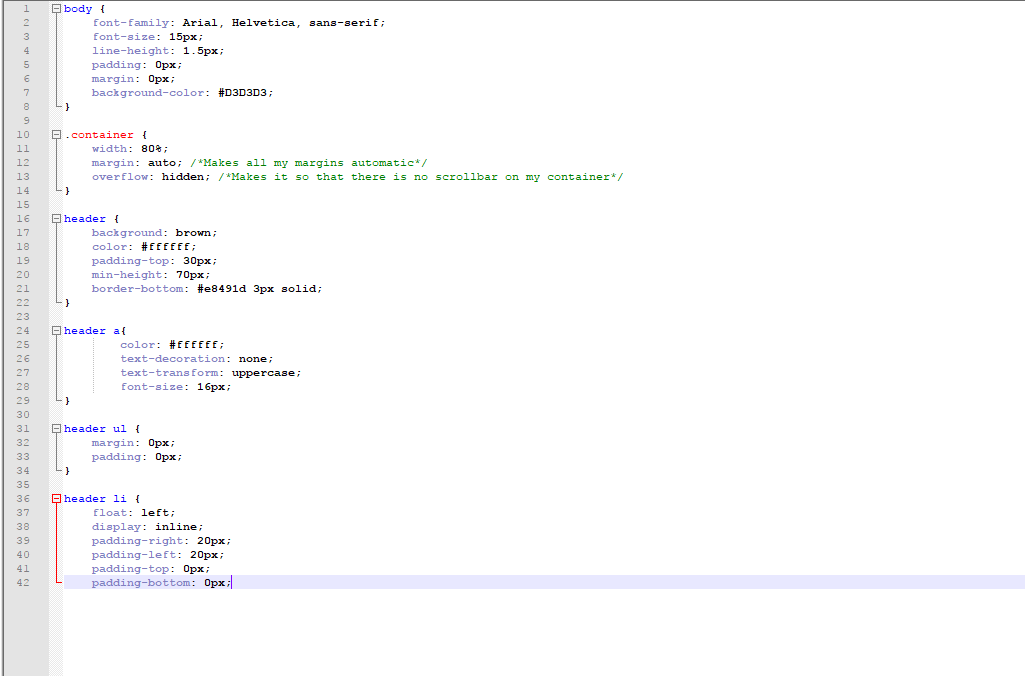 1 body {
2 font-family: Arial, Helvetica, sans-serif;
3 font-size: 15px;
4 line-height: 1.5px;
5 padding: 0px;
6 margin: 0px;
7 background-color: #D3D3D3;
8 }
9
10 .container {
11 width: 80%;
12 margin: auto; /*Makes all my margins automatic*/
13 overflow: hidden; /*Makes it so that there is no scrollbar on my container*/
14 }
15
16 header {
17 background: brown;
18 color: #ffffff;
19 padding-top: 30px;
20 min-height: 70px;
21 border-bottom: #e8491d 3px solid;
22 }
23
24 header a{
25 color: #ffffff;
26 text-decoration: none;
27 text-transform: uppercase;
28 font-size: 16px;
29 }
30
31 header ul {
32 margin: 0px;
33 padding: 0px;
34 }
35
36 header li {
37 float: left;
38 display: inline;
39 padding-right: 20px;
40 padding-left: 20px;
41 padding-top: 0px;
42 padding-bottom: 0px;